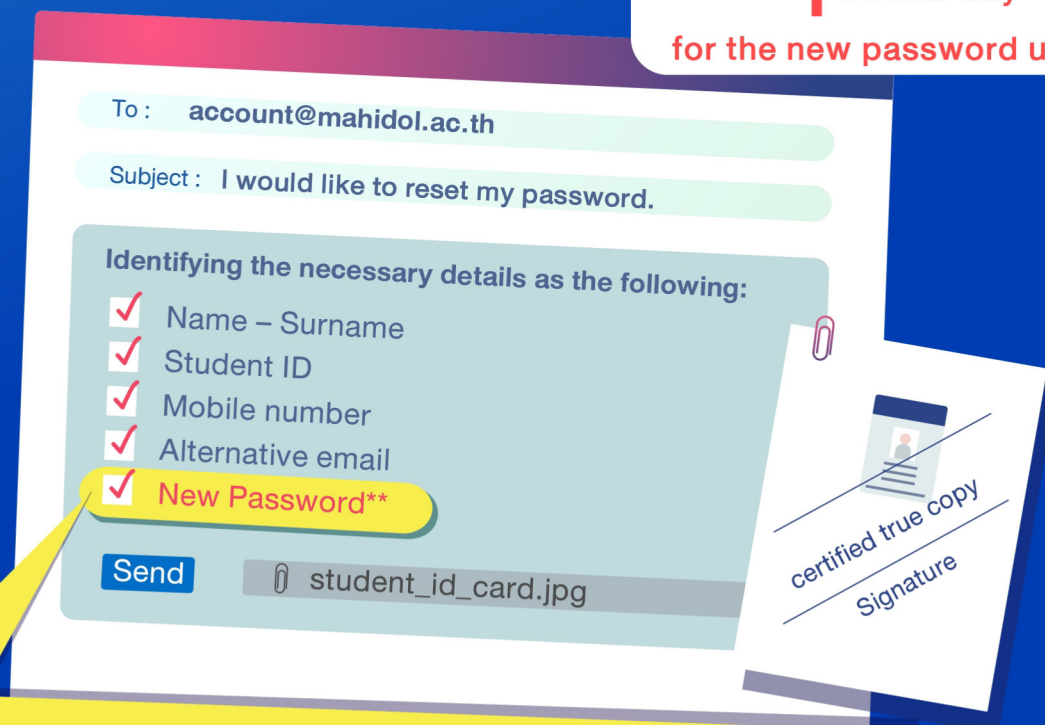 for the new password
To : account@mahidol.ac.th
Subject : I would like to reset my password.
Identifying the necessary details as the following:
Name – Surname
Student ID
Mobile number
Alternative email
New Password**
Send
student_id_card.jpg
certified true copy
Signature